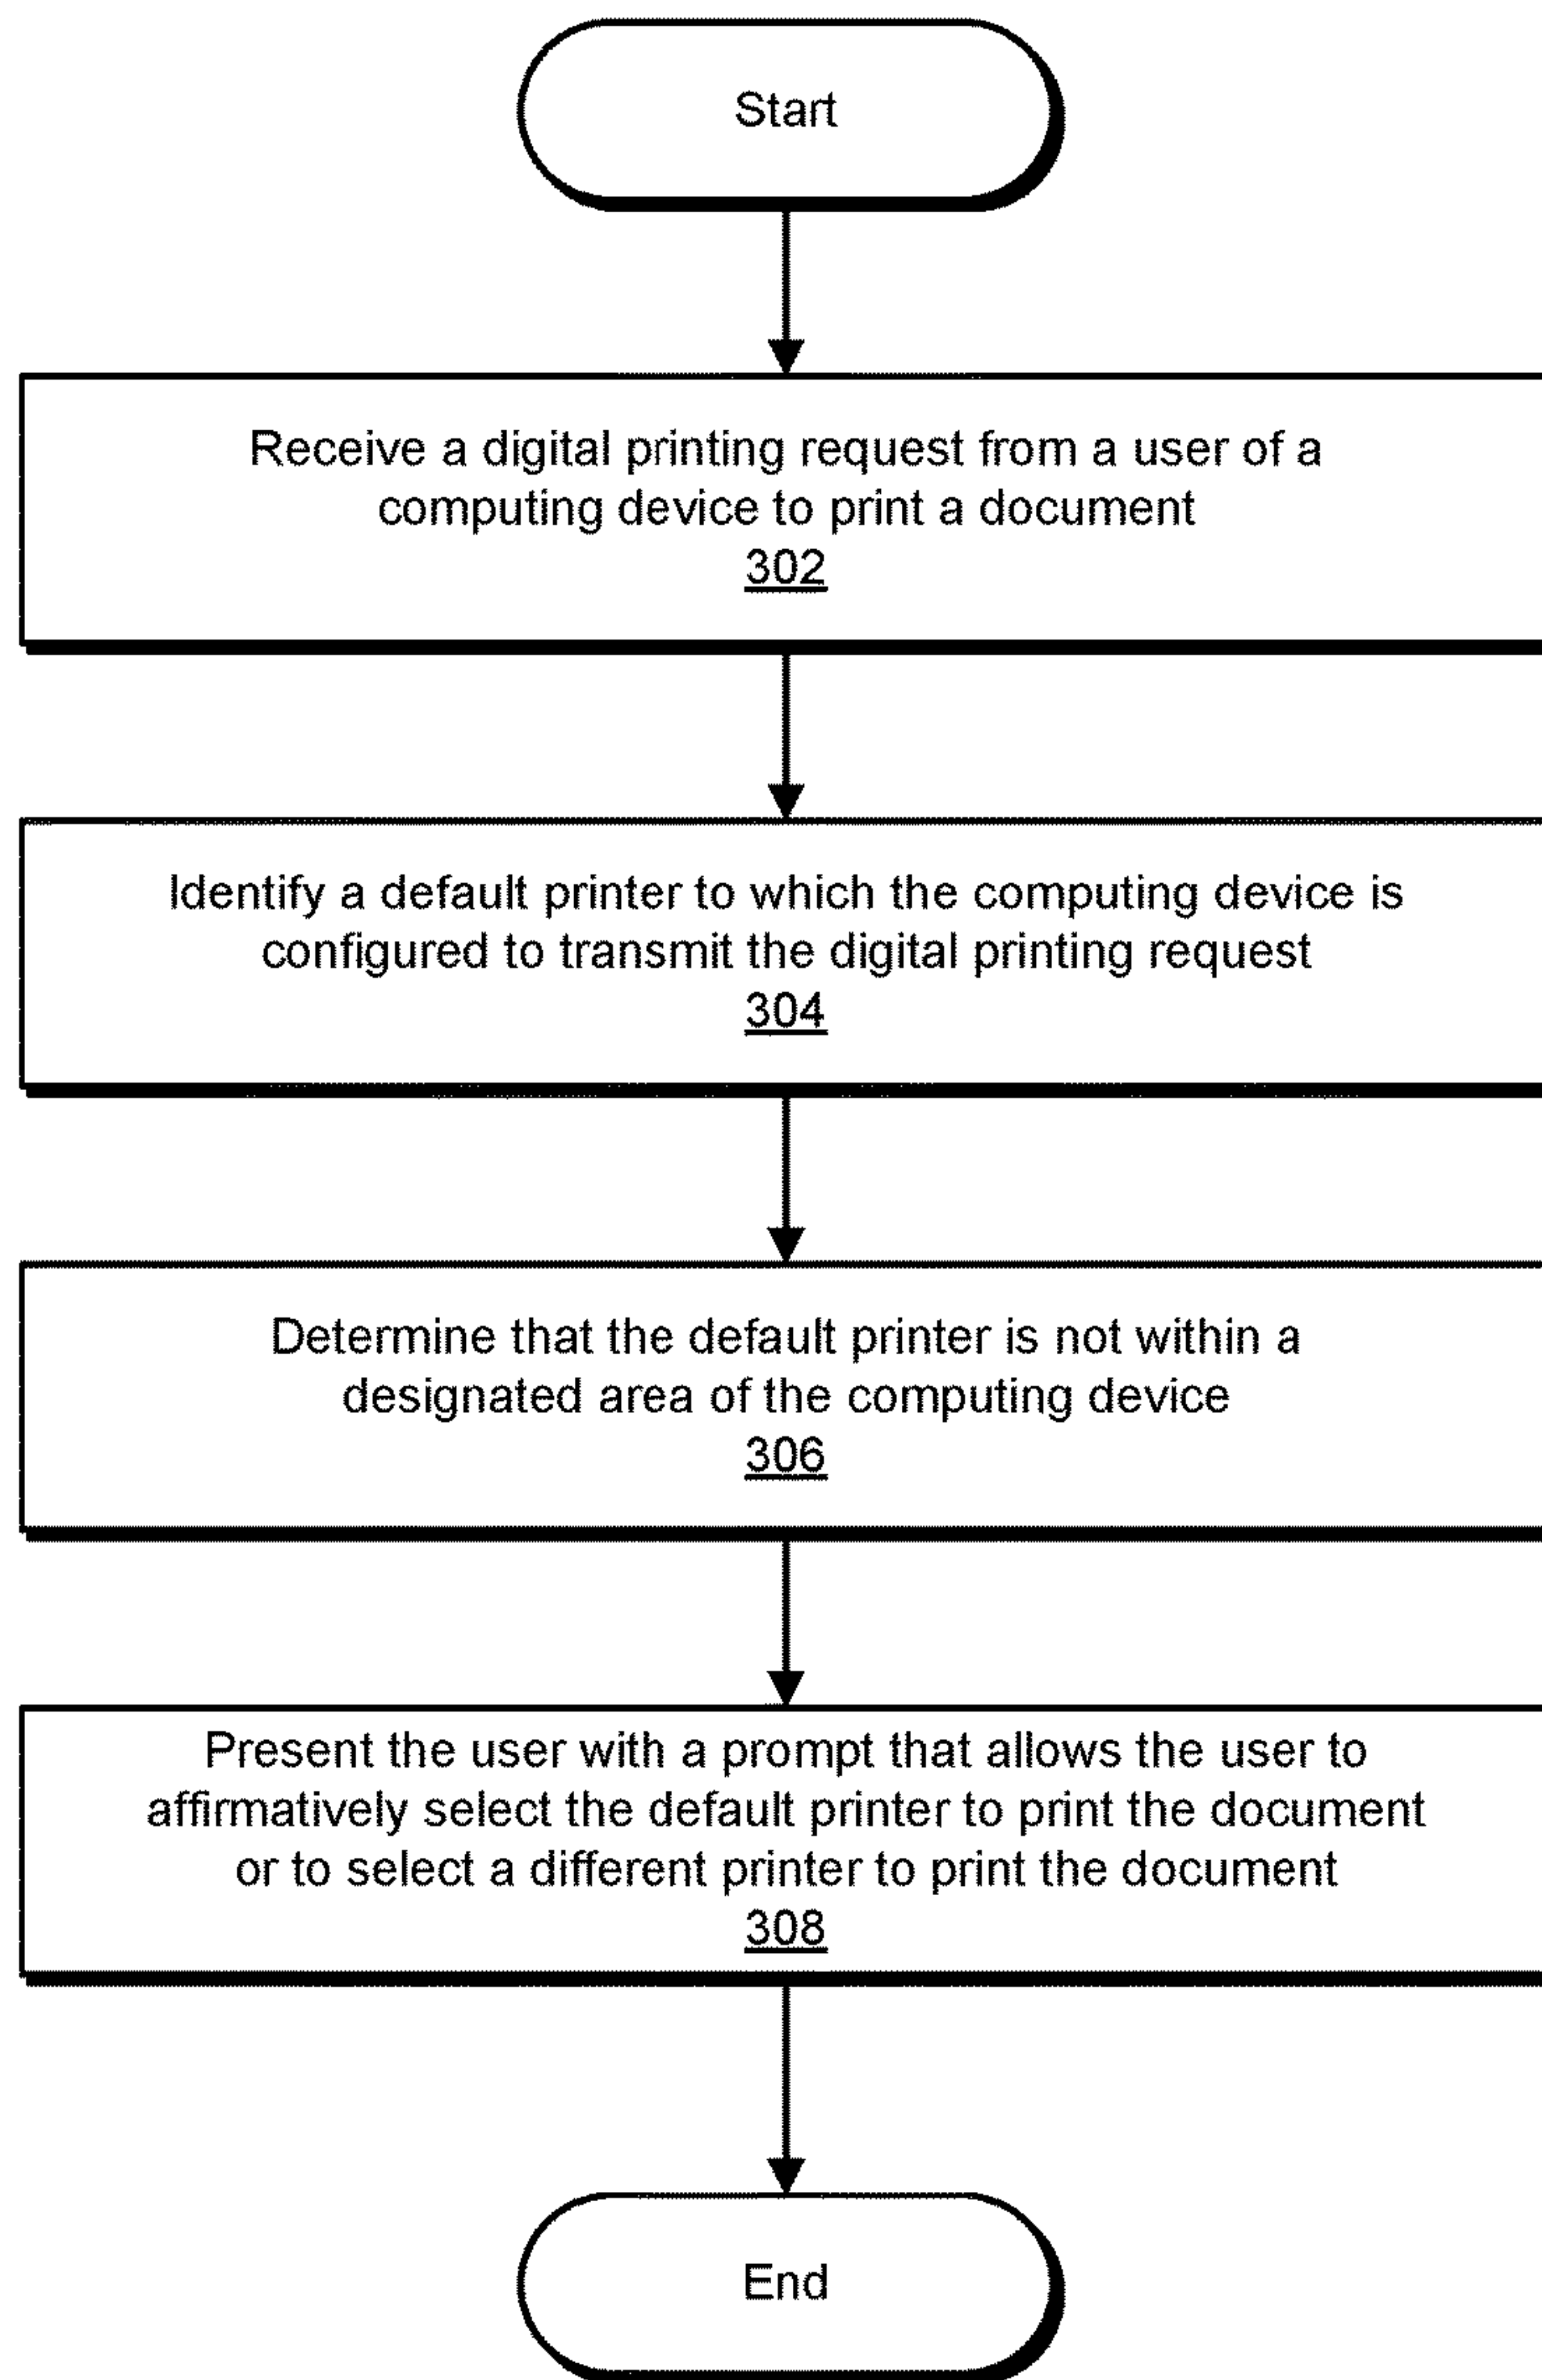 Start
Receive a digital printing request from a user of a
computing device to print a document
302
Identify a default printer to which the computing device is
configured to transmit the digital printing request
304
Determine that the default printer is not within a
designated area of the computing device
306
Present the user with a prompt that allows the user to
affirmatively select the default printer to print the document
or to select a different printer to print the document
308
End